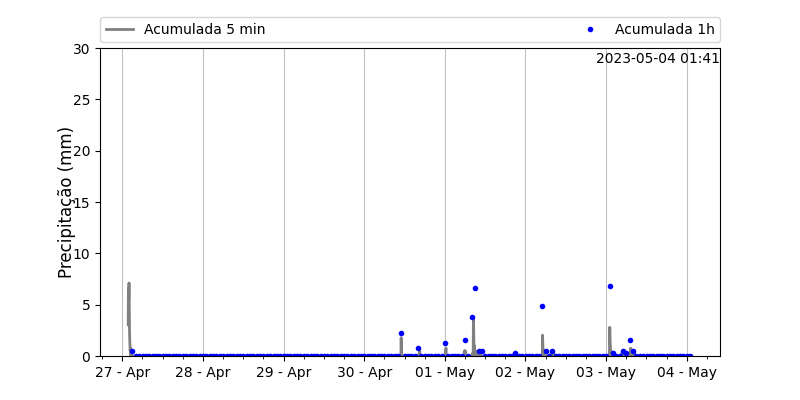 Acumulada 5 min
Acumulada 1h
2023-05-04 01:41
Precipitação (mm)
30
25
20
15
10
5
0
27 - Apr
28 - Apr
29 - Apr
30 - Apr
01 - May
02 - May
03 - May
04 - May